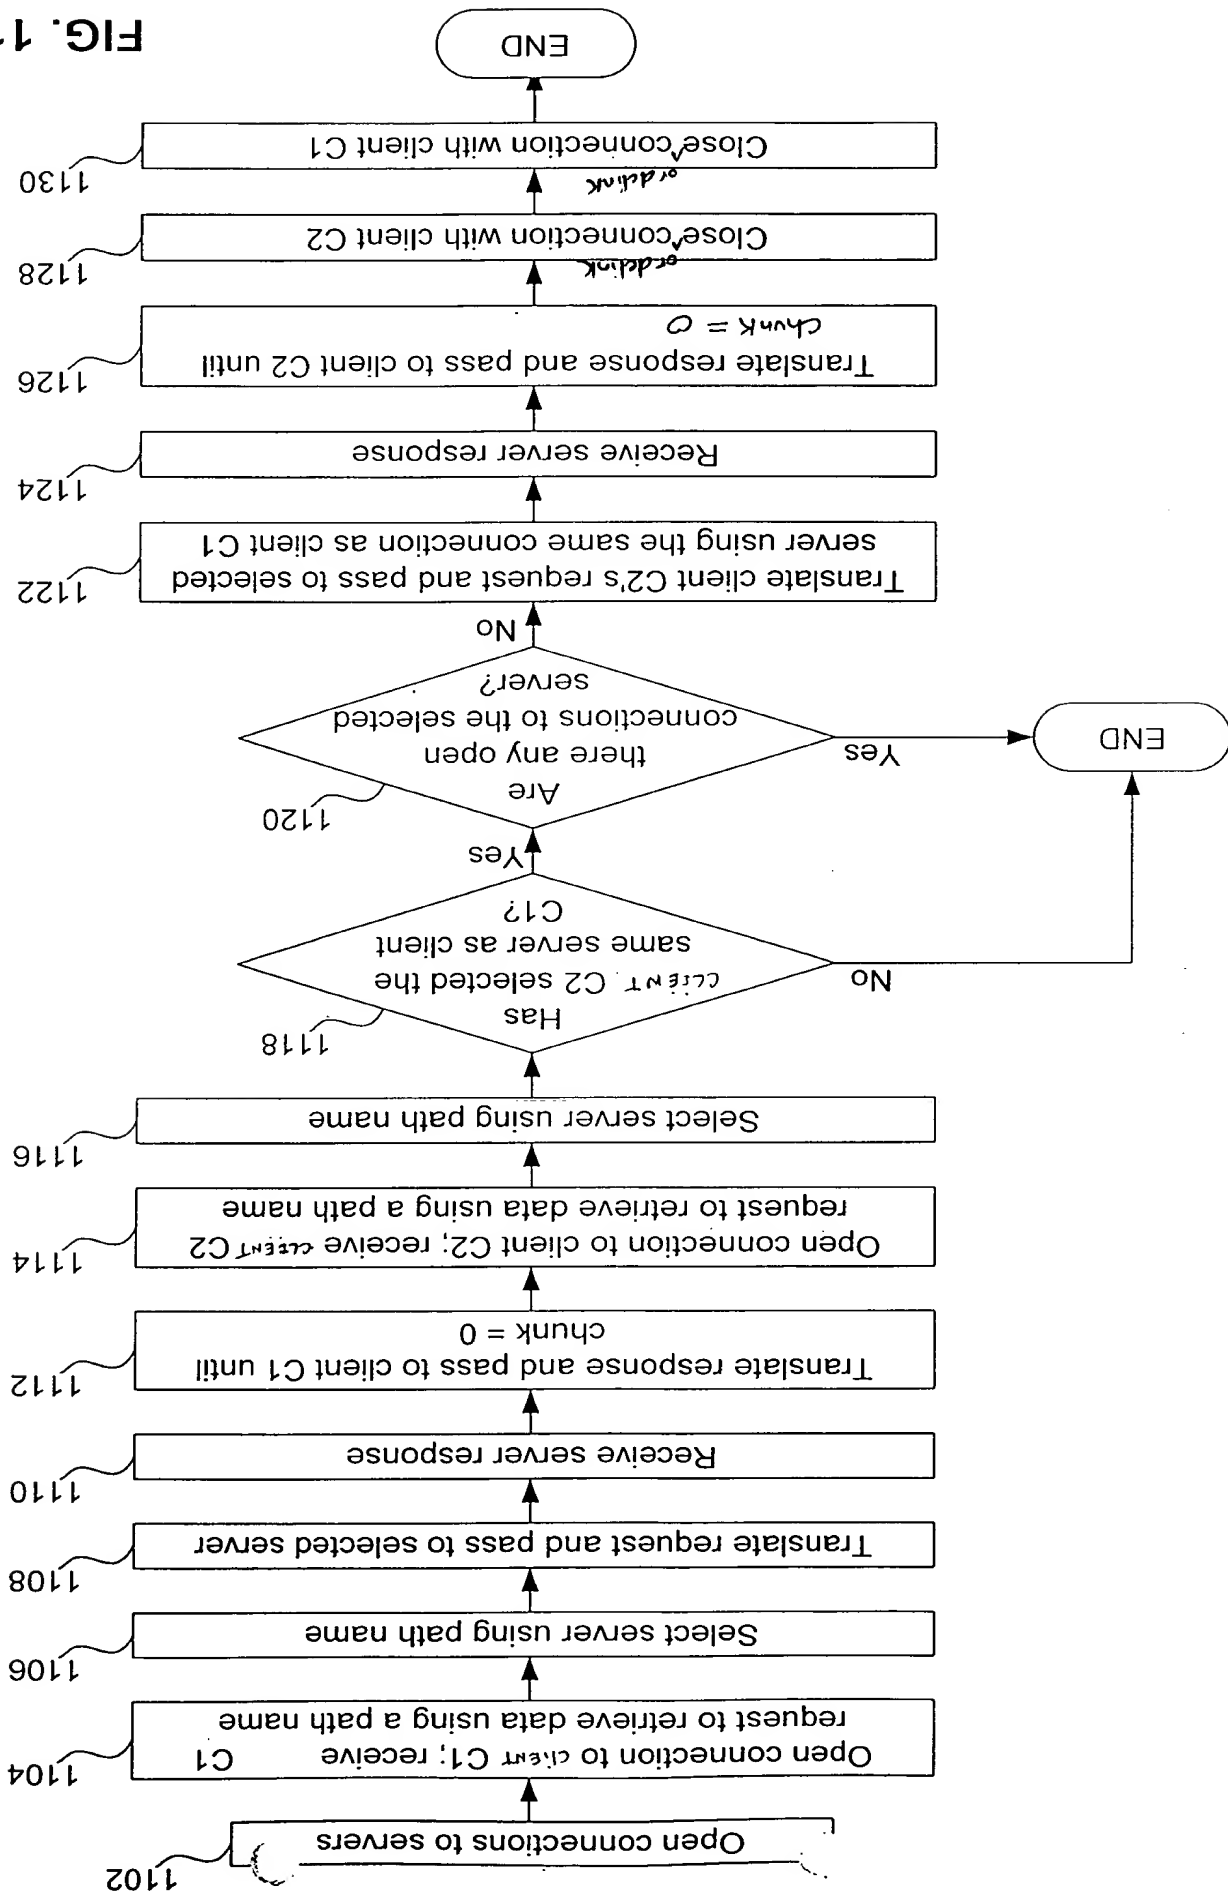 1102
Open connections to servers
1104
Open connection to client C1; receive C1
request to retrieve data using a path name
1106
Select server using path name
1108
Translate request and pass to selected server
1110
Receive server response
1112
Translate response and pass to client C1 until
chunk = 0
1114
Open connection to client C2; receive CLIENT C2
request to retrieve data using a path name
1116
Select server using path name
1118
Has
CLIENT C2 selected the
same server as client
C1?
No
Yes
1120
Are
there any open
connections to the selected
server?
Yes
END
No
1122
Translate client C2's request and pass to selected
server using the same connection as client C1
1124
Receive server response
1126
Translate response and pass to client C2 until
chunk = 0
1128
or delink
Close ^ connection with client C2
1130
or delink
Close ^ connection with client C1
END
FIG. 11